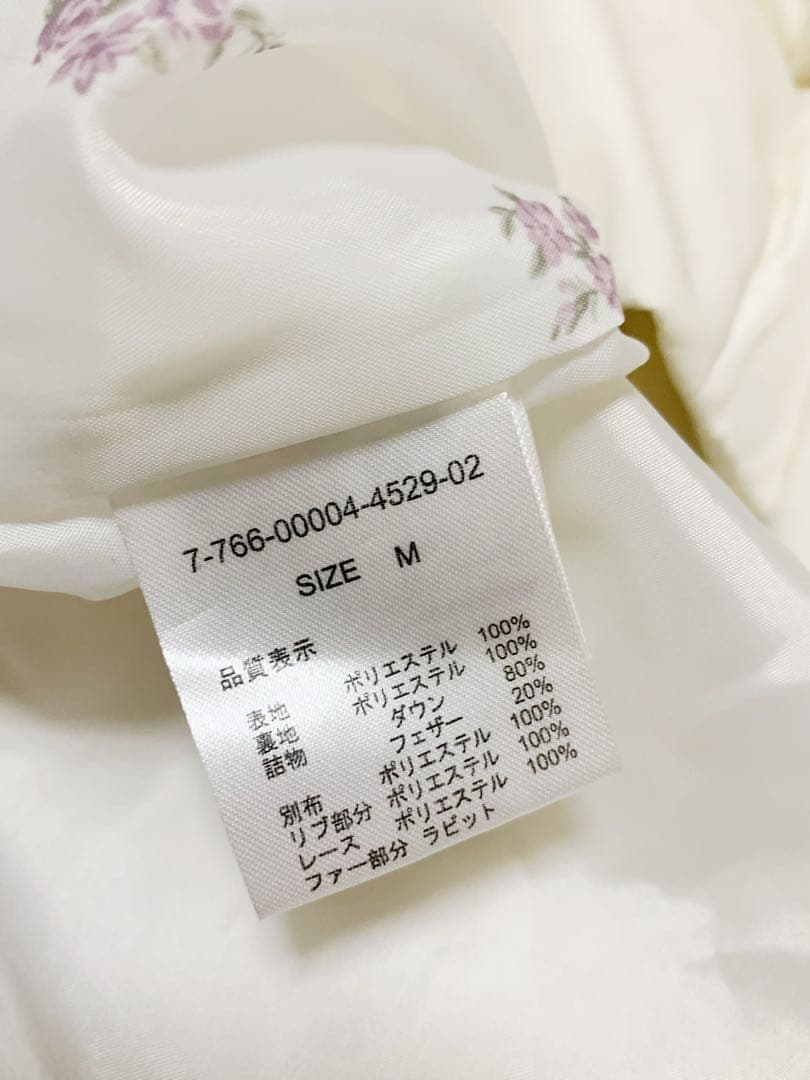 7-766-00004-4529-02
SIZE M
品質表示
表地 ポリエステル 100%
裏地 ポリエステル 100%
詰物 ダウン 80%
フェザー 20%
別布 ポリエステル 100%
リブ部分 ポリエステル 100%
レース ポリエステル 100%
ファー部分 ラビット